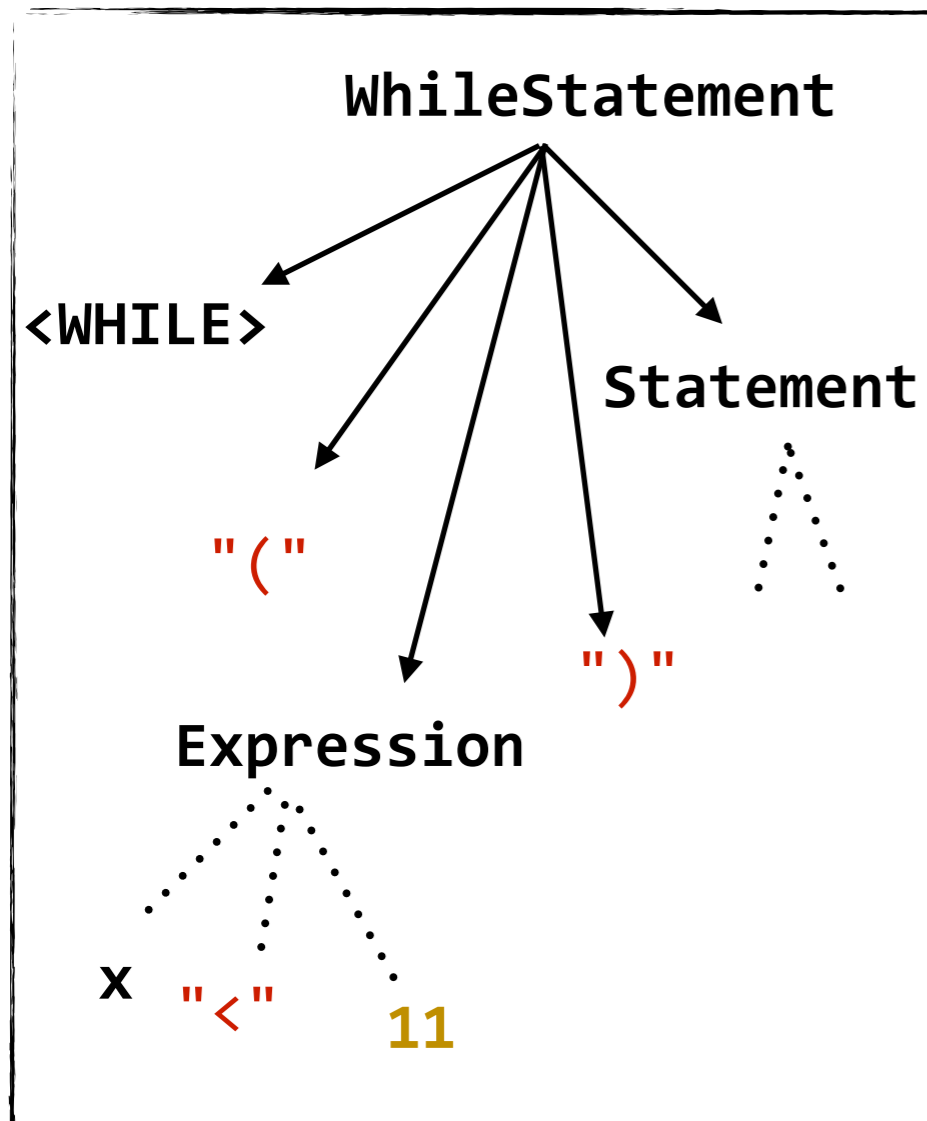 WhileStatement
<WHILE>
Statement
"("
")"
Expression
x "<" 11